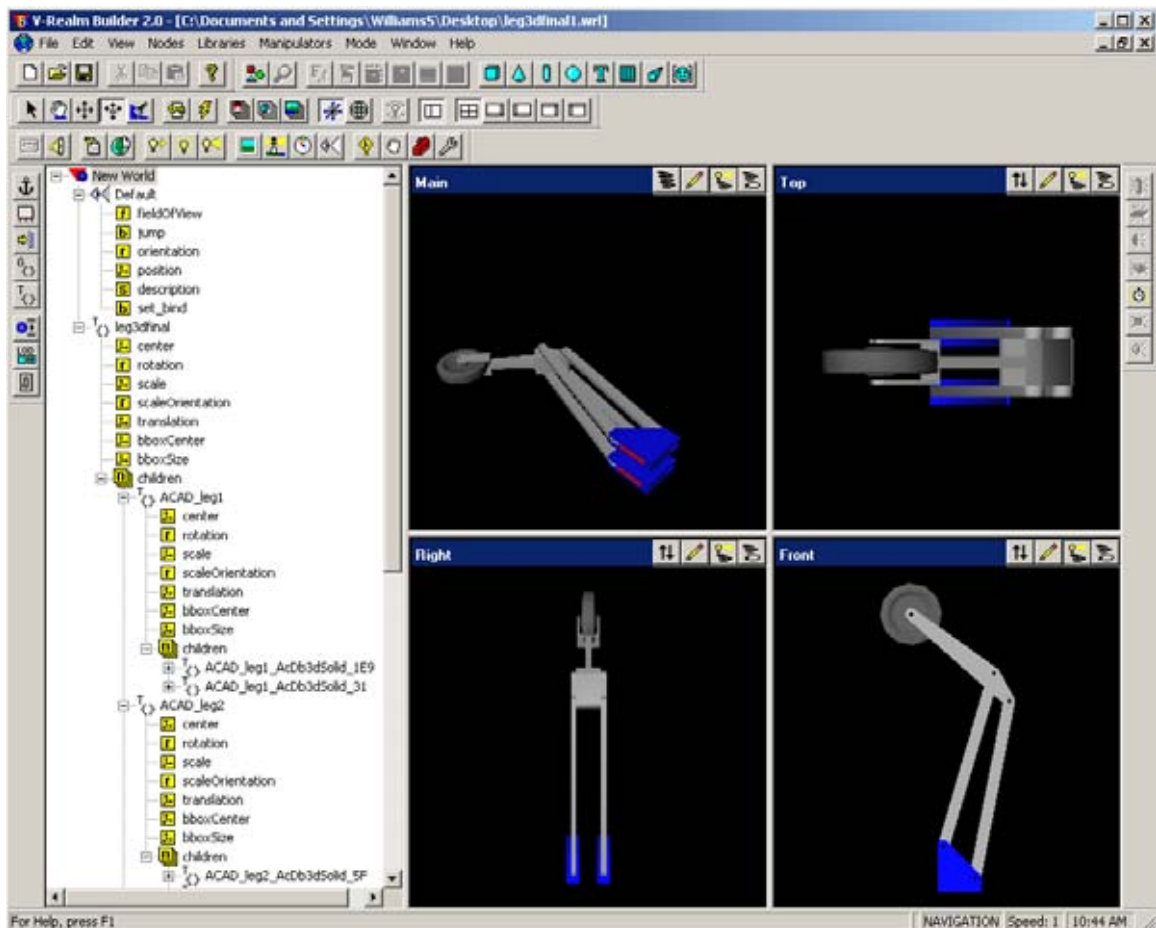 V-Realm Builder 2.0 - [C:\Documents and Settings\Williams5\Desktop\leg3dfinal1.wrl]
File Edit View Nodes Libraries Manipulators Mode Window Help
New World
Default
fieldOfView
jump
orientation
position
description
set_bind
leg3dfinal
center
rotation
scale
scaleOrientation
translation
bboxCenter
bboxSize
children
ACAD_leg1
center
rotation
scale
scaleOrientation
translation
bboxCenter
bboxSize
children
ACAD_leg1_AcDb3dSolid_1E9
ACAD_leg1_AcDb3dSolid_31
ACAD_leg2
center
rotation
scale
scaleOrientation
translation
bboxCenter
bboxSize
children
ACAD_leg2_AcDb3dSolid_5F
Main
Top
Right
Front
For Help, press F1
NAVIGATION Speed: 1 10:44 AM